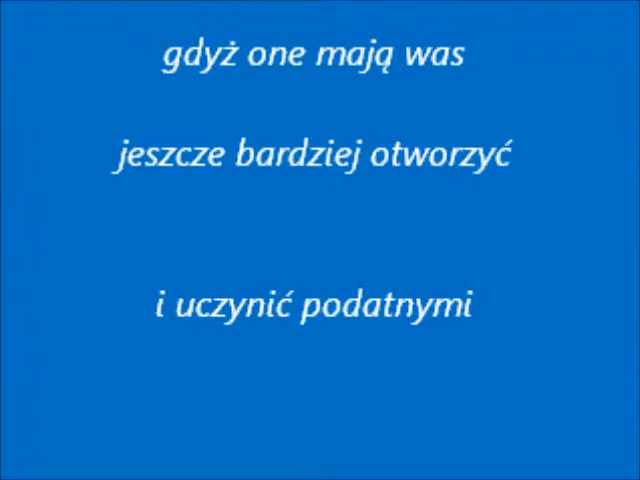 gdyż one mają was
jeszcze bardziej otworzyć
i uczynić podatnymi